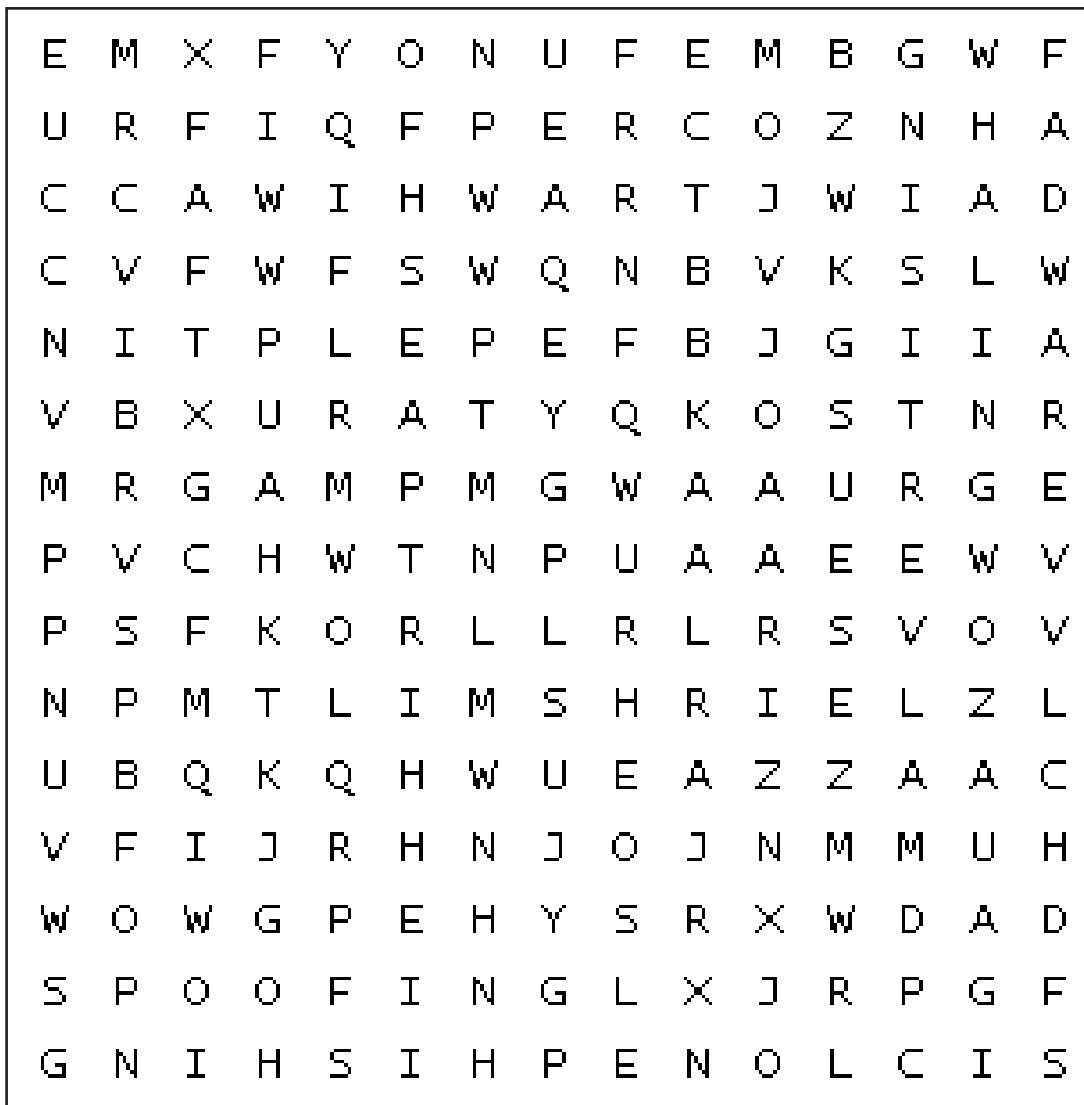 E M X F Y O N U F E M B G W F
U R F I Q F P E R C O Z N H A
C C A W I H W A R T J W I A D
C V F W F S W Q N B V K S L W
N I T P L E P E F B J G I I A
V B X U R A T Y Q K O S T N R
M R G A M P M G W A A U R G E
P V C H W T N P U A A E E W V
P S F K O R L L R L R S V O V
N P M T L I M S H R I E L Z L
U B Q K Q H W U E A Z Z A A C
V F I J R H N J O J N M M U H
W O W G P E H Y S R X W D A D
S P O O F I N G L X J R P G F
G N I H S I H P E N O L C I S